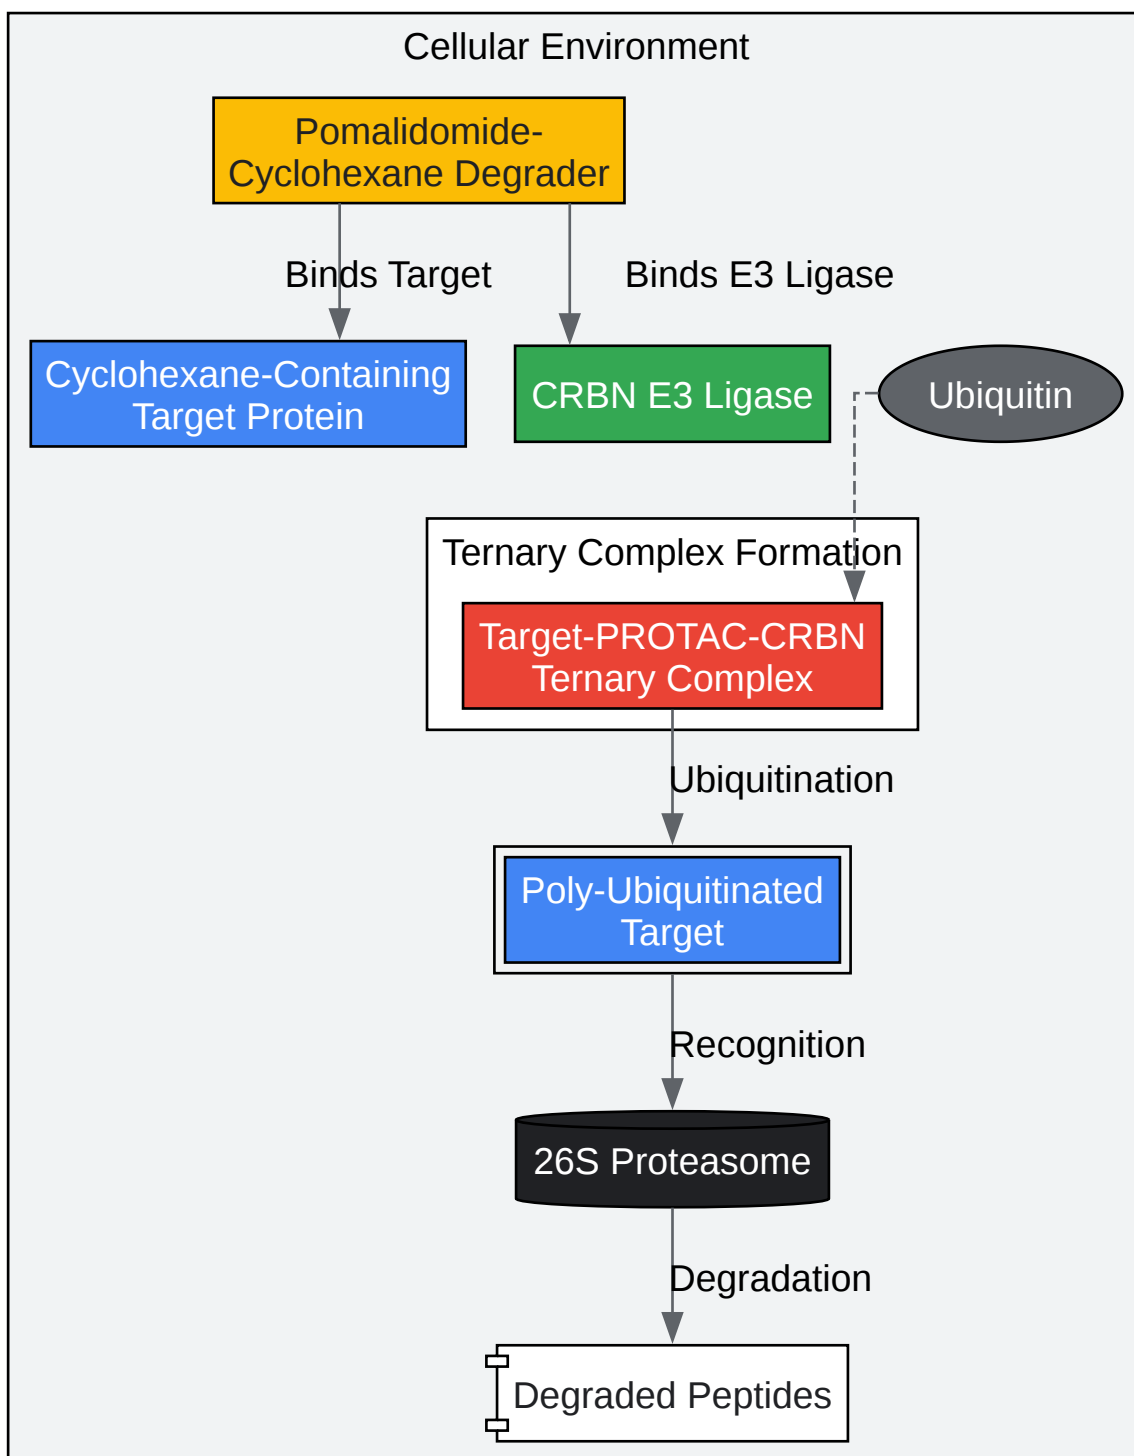 Cellular Environment
Pomalidomide-
Cyclohexane Degrader
Binds Target
Binds E3 Ligase
Cyclohexane-Containing
Target Protein
CRBN E3 Ligase
Ubiquitin
Ternary Complex Formation
Target-PROTAC-CRBN
Ternary Complex
Ubiquitination
Poly-Ubiquitinated
Target
Recognition
26S Proteasome
Degradation
Degraded Peptides